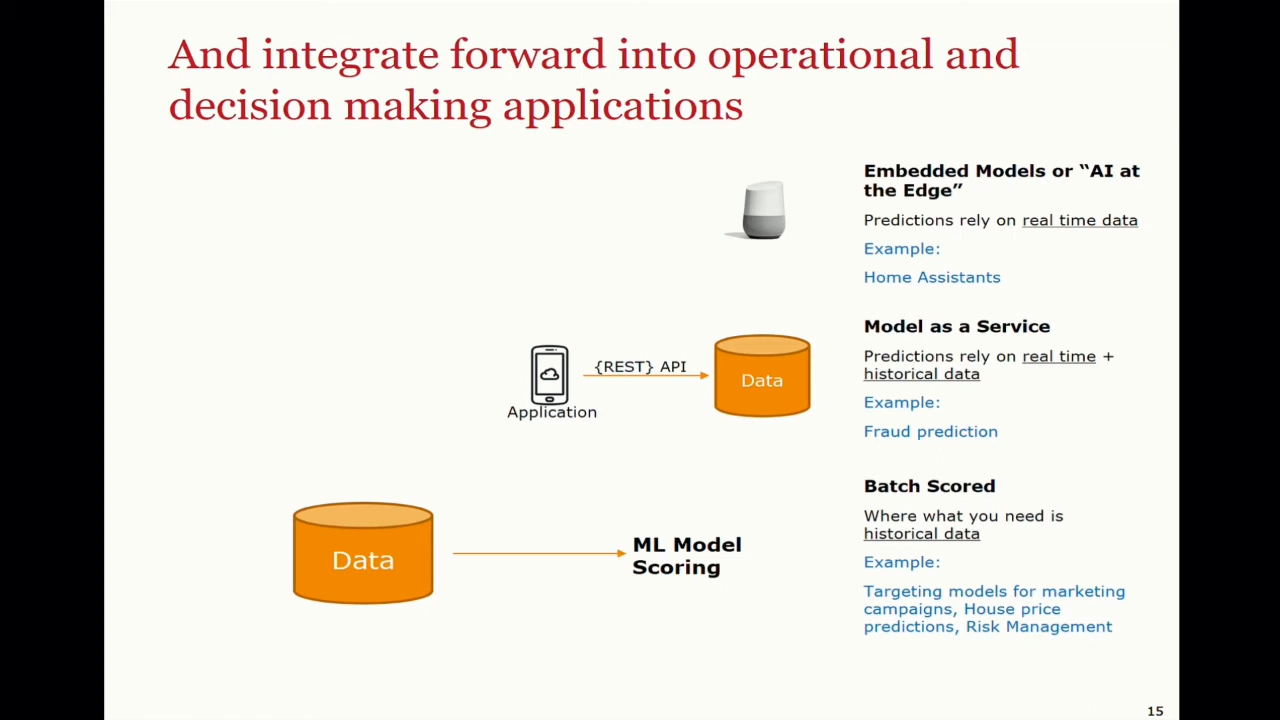 And integrate forward into operational and
decision making applications
Embedded Models or “AI at
the Edge”
Predictions rely on real time data
Example:
Home Assistants
{REST} API
Application
Data
Model as a Service
Predictions rely on real time +
historical data
Example:
Fraud prediction
Data
ML Model
Scoring
Batch Scored
Where what you need is
historical data
Example:
Targeting models for marketing
campaigns, House price
predictions, Risk Management
15